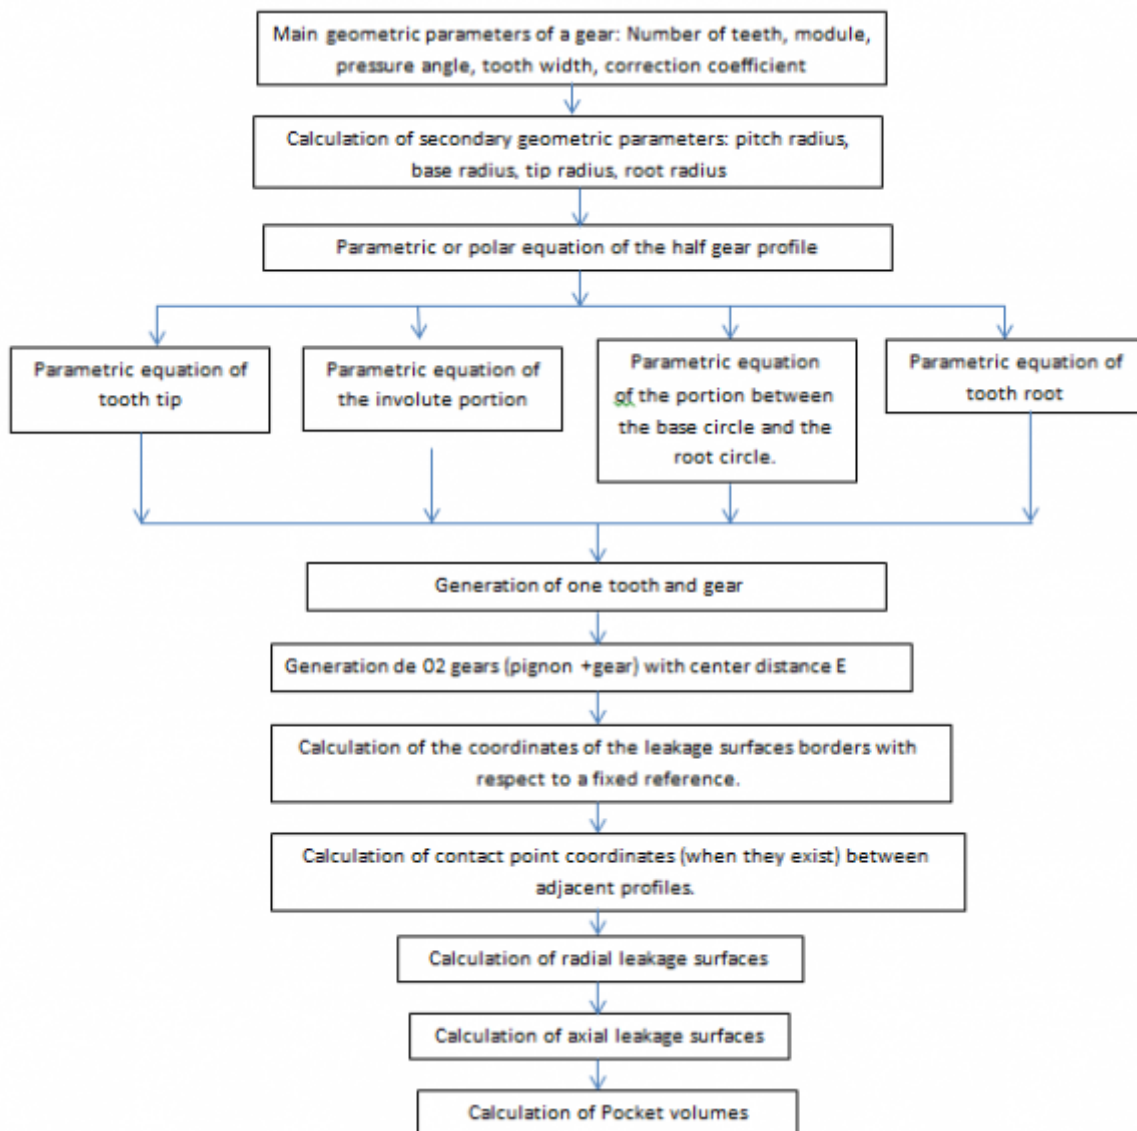 Main geometric parameters of a gear: Number of teeth, module,
pressure angle, tooth width, correction coefficient
Calculation of secondary geometric parameters: pitch radius,
base radius, tip radius, root radius
Parametric or polar equation of the half gear profile
Parametric equation of
tooth tip
Parametric equation of
the involute portion
Parametric equation
of the portion between
the base circle and the
root circle.
Parametric equation of
tooth root
Generation of one tooth and gear
Generation de 02 gears (pignon +gear) with center distance E
Calculation of the coordinates of the leakage surfaces borders with
respect to a fixed reference.
Calculation of contact point coordinates (when they exist) between
adjacent profiles.
Calculation of radial leakage surfaces
Calculation of axial leakage surfaces
Calculation of Pocket volumes